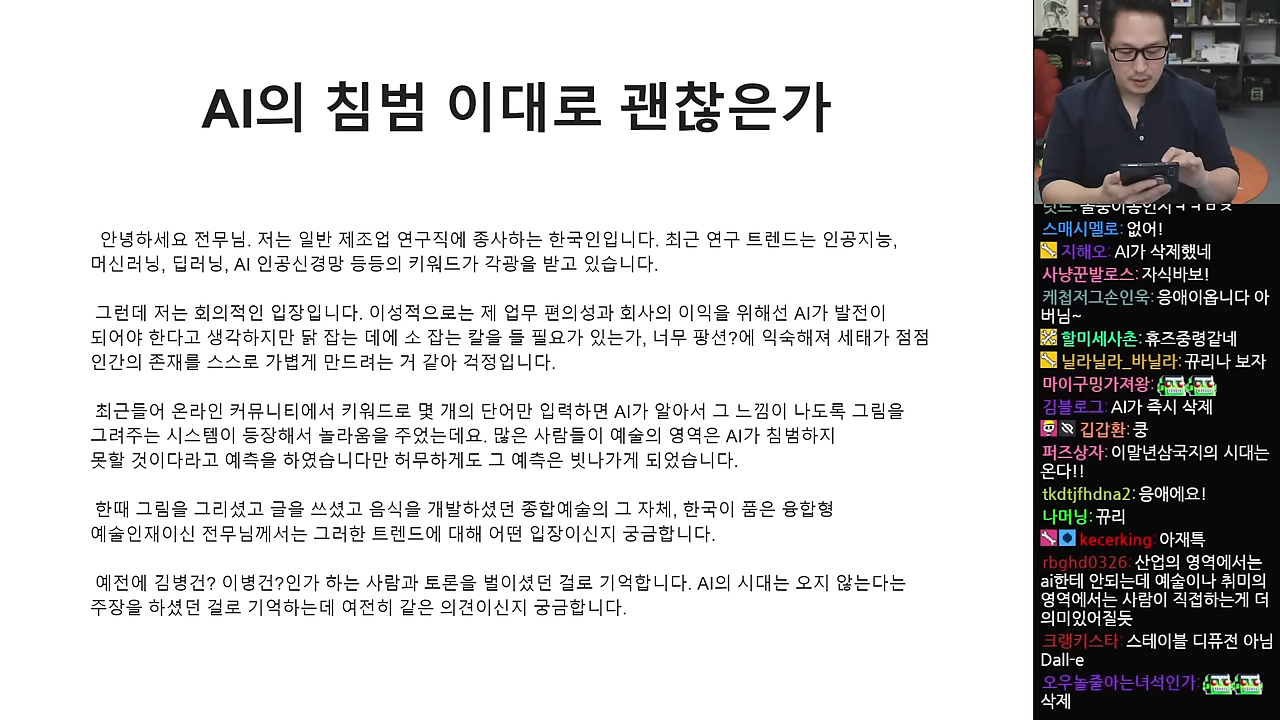 AI의 침범 이대로 괜찮은가
안녕하세요 전무님. 저는 일반 제조업 연구직에 종사하는 한국인입니다. 최근 연구 트렌드는 인공지능,
머신러닝, 딥러닝, AI 인공신경망 등등의 키워드가 각광을 받고 있습니다.
그런데 저는 회의적인 입장입니다. 이성적으로는 제 업무 편의성과 회사의 이익을 위해선 AI가 발전이
되어야 한다고 생각하지만 닭 잡는 데에 소 잡는 칼을 들 필요가 있는가, 너무 팡션?에 익숙해져 세태가 점점
인간의 존재를 스스로 가볍게 만드려는 거 같아 걱정입니다.
최근들어 온라인 커뮤니티에서 키워드로 몇 개의 단어만 입력하면 AI가 알아서 그 느낌이 나도록 그림을
그려주는 시스템이 등장해서 놀라움을 주었는데요. 많은 사람들이 예술의 영역은 AI가 침범하지
못할 것이다라고 예측을 하였습니다만 허무하게도 그 예측은 빗나가게 되었습니다.
한때 그림을 그리셨고 글을 쓰셨고 음식을 개발하셨던 종합예술의 그 자체, 한국이 품은 융합형
예술인재이신 전무님께서는 그러한 트렌드에 대해 어떤 입장이신지 궁금합니다.
예전에 김병건? 이병건?인가 하는 사람과 토론을 벌이셨던 걸로 기억합니다. AI의 시대는 오지 않는다는
주장을 하셨던 걸로 기억하는데 여전히 같은 의견이신지 궁금합니다.
스매시멜로: 없어!
지해오: AI가 삭제했네
사냥꾼발로스: 자식바보!
케첩저그손인욱: 응애이옵니다 아
버님~
할미세사촌: 휴즈중령같네
닐라닐라_바닐라: 뀨리나 보자
마이구밍가져왕:
김블로그: AI가 즉시 삭제
깁갑환: 쿵
퍼즈상자: 이말년삼국지의 시대는
온다!!
tkdtjfhdna2: 응애에요!
나머닝: 뀨리
kecerking: 아재특
rbghd0326: 산업의 영역에서는
ai한테 안되는데 예술이나 취미의
영역에서는 사람이 직접하는게 더
의미있어질듯
크랭키스타: 스테이블 디퓨전 아님
Dall-e
오우놀줄아는녀석인가:
삭제